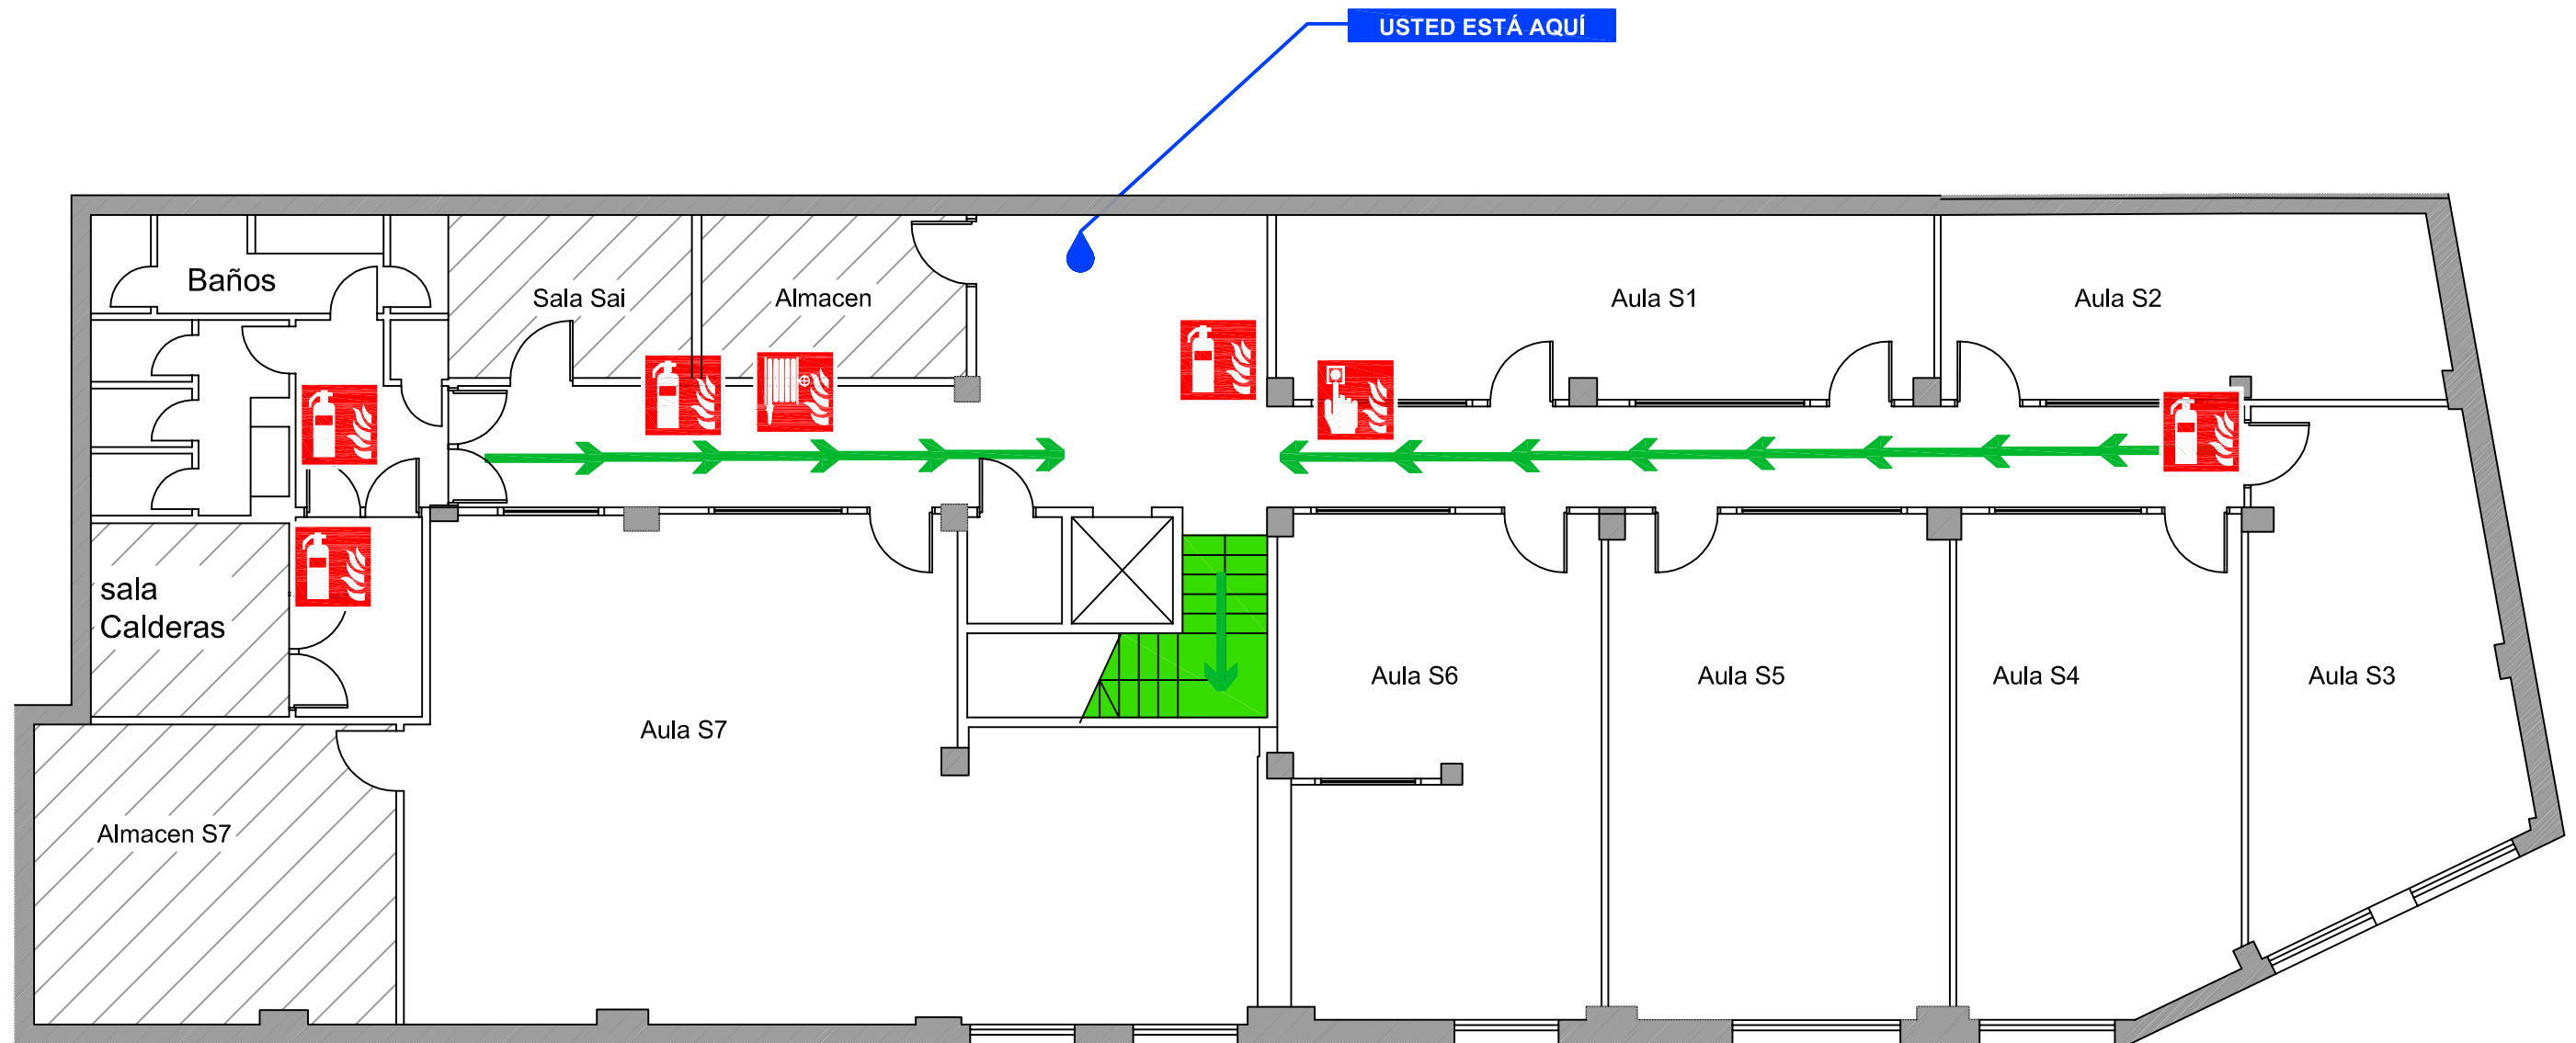 USTED ESTÁ AQUÍ
Baños
Sala Sai
Almacen
Aula S1
Aula S2
sala
Calderas
Aula S6
Aula S5
Aula S4
Aula S3
Aula S7
Almacen S7